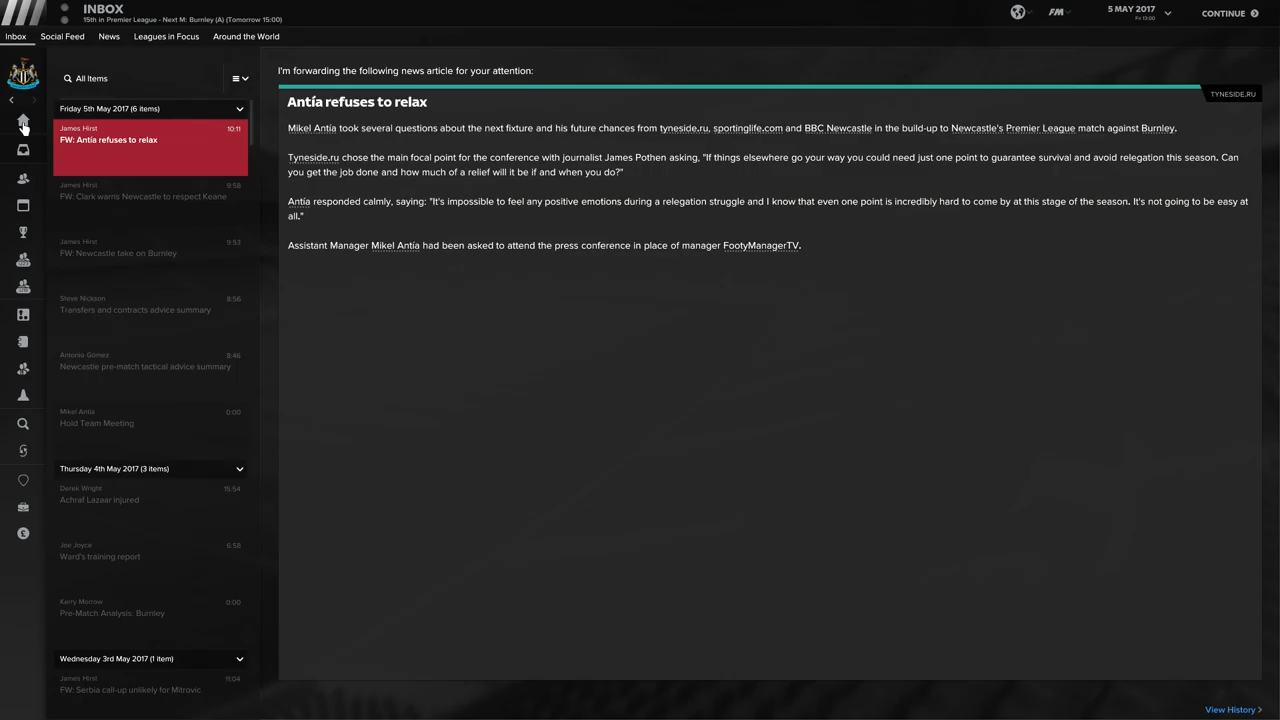 INBOX
15th in Premier League - Next M: Burnley (A) (Tomorrow 15:00)
FM
5 MAY 2017
Fri 13:00
CONTINUE
Inbox
Social Feed
News
Leagues in Focus
Around the World
All Items
Friday 5th May 2017 (6 items)
James Hirst
10:11
FW: Antía refuses to relax
James Hirst
9:58
FW: Clark warns Newcastle to respect Keane
James Hirst
9:53
FW: Newcastle take on Burnley
Steve Nickson
8:56
Transfers and contracts advice summary
Antonio Gómez
8:46
Newcastle pre-match tactical advice summary
Mikel Antía
0:00
Hold Team Meeting
Thursday 4th May 2017 (3 items)
Derek Wright
15:54
Achraf Lazaar injured
Joe Joyce
6:58
Ward's training report
Kerry Morrow
0:00
Pre-Match Analysis: Burnley
Wednesday 3rd May 2017 (1 item)
James Hirst
11:04
FW: Serbia call-up unlikely for Mitrovic
I'm forwarding the following news article for your attention:
TYNESIDE.RU
Antía refuses to relax
Mikel Antía took several questions about the next fixture and his future chances from tyneside.ru, sportinglife.com and BBC Newcastle in the build-up to Newcastle's Premier League match against Burnley.
Tyneside.ru chose the main focal point for the conference with journalist James Pothen asking, "If things elsewhere go your way you could need just one point to guarantee survival and avoid relegation this season. Can
you get the job done and how much of a relief will it be if and when you do?"
Antía responded calmly, saying: "It's impossible to feel any positive emotions during a relegation struggle and I know that even one point is incredibly hard to come by at this stage of the season. It's not going to be easy at
all."
Assistant Manager Mikel Antía had been asked to attend the press conference in place of manager FootyManagerTV.
View History